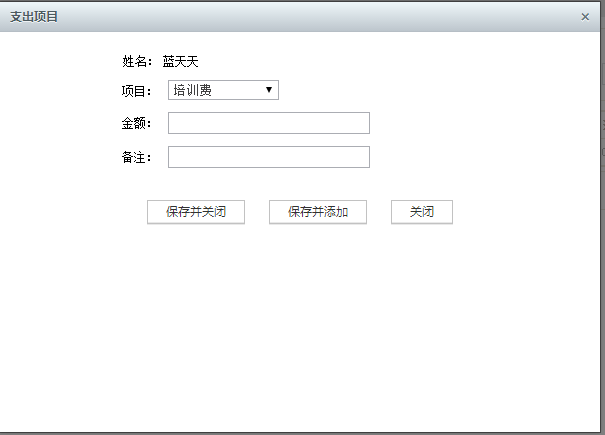 支出项目
姓名： 蓝天天
项目： 培训费
金额：
备注：
保存并关闭 保存并添加 关闭